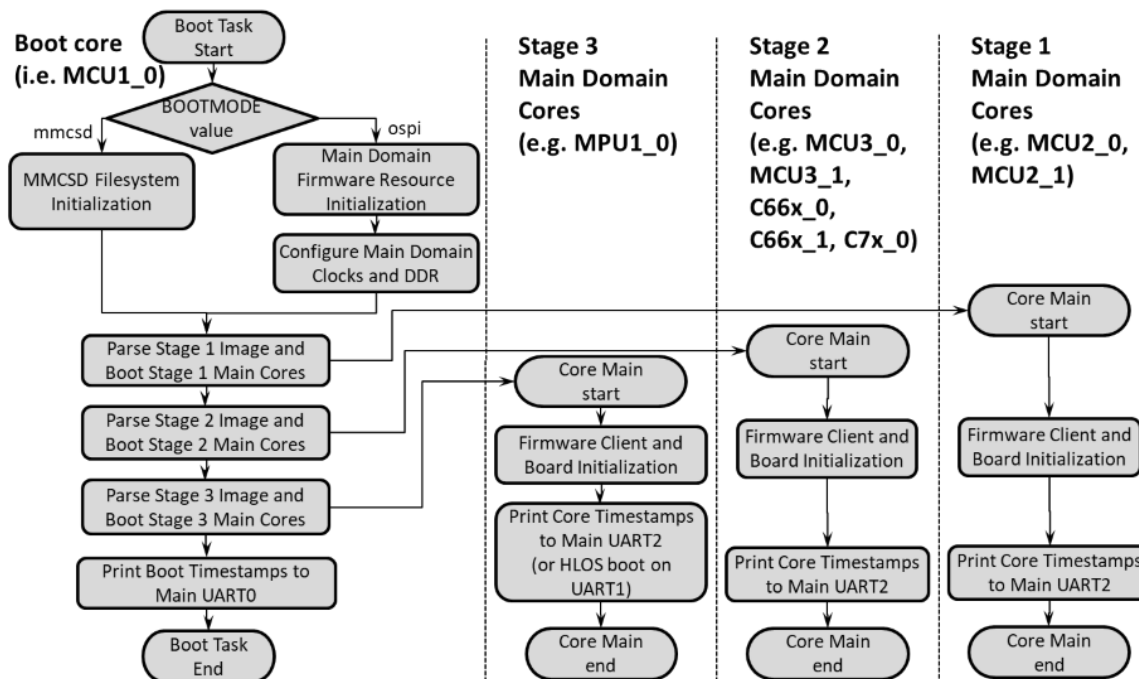 Boot core
(i.e. MCU1_0)
Boot Task
Start
BOOTMODE
value
mmcsd
ospi
MMCSD Filesystem
Initialization
Main Domain
Firmware Resource
Initialization
Configure Main Domain
Clocks and DDR
Parse Stage 1 Image and
Boot Stage 1 Main Cores
Parse Stage 2 Image and
Boot Stage 2 Main Cores
Parse Stage 3 Image and
Boot Stage 3 Main Cores
Print Boot Timestamps to
Main UART0
Boot Task
End
Stage 3
Main Domain
Cores
(e.g. MPU1_0)
Core Main
start
Firmware Client and
Board Initialization
Print Core Timestamps
to Main UART2
(or HLOS boot on
UART1)
Core Main
end
Stage 2
Main Domain
Cores
(e.g. MCU3_0,
MCU3_1,
C66x_0,
C66x_1, C7x_0)
Core Main
start
Firmware Client and
Board Initialization
Print Core Timestamps
to Main UART2
Core Main
end
Stage 1
Main Domain
Cores
(e.g. MCU2_0,
MCU2_1)
Core Main
start
Firmware Client and
Board Initialization
Print Core Timestamps
to Main UART2
Core Main
end